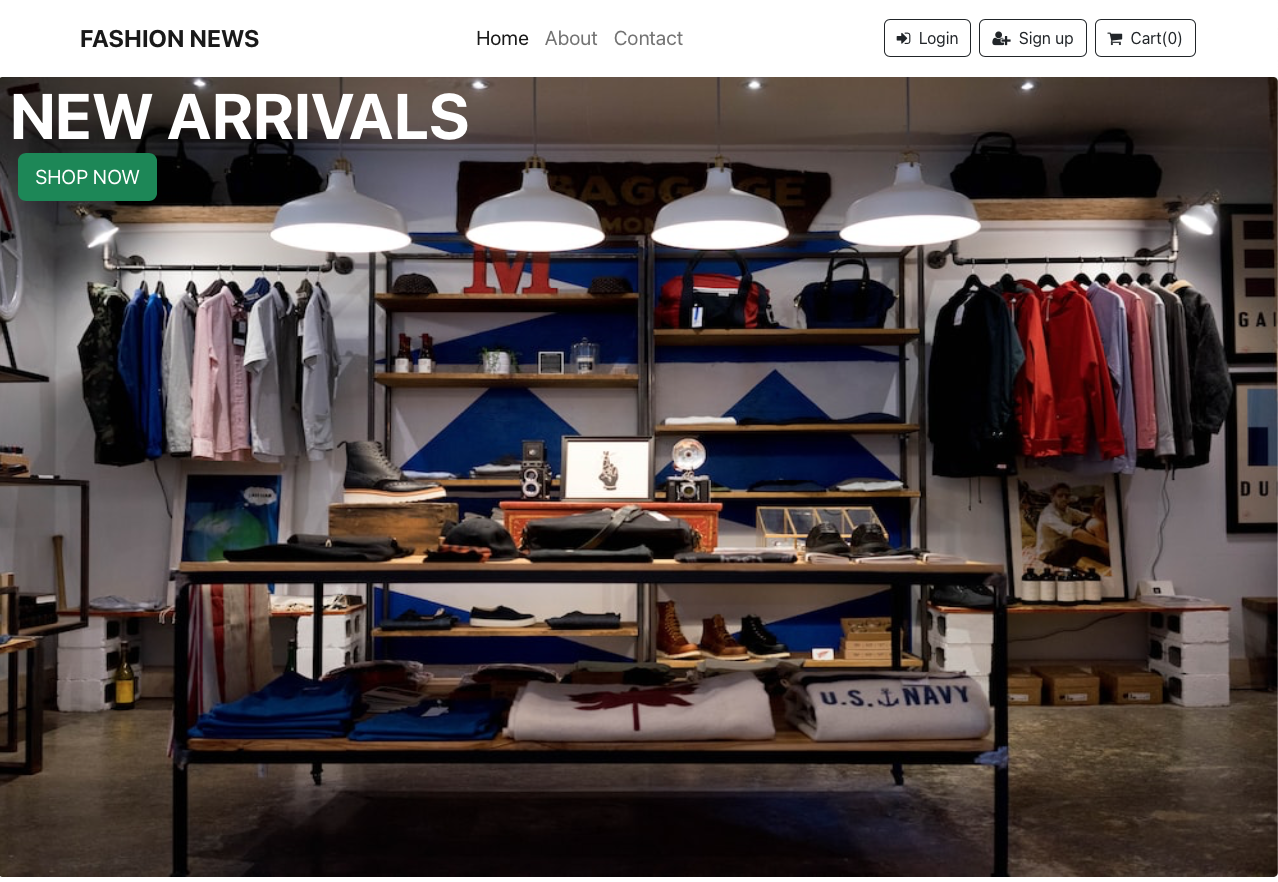 FASHION NEWS
Home About Contact
Login Sign up Cart(0)
NEW ARRIVALS
SHOP NOW
BAGGAGE
M
GAI
DU
U.S. NAVY